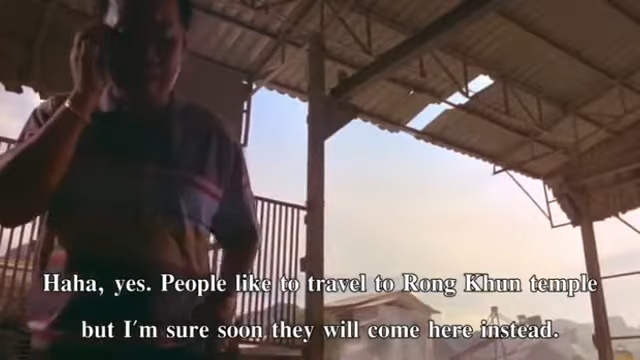 Haha, yes. People like to travel to Rong Khun temple
but I'm sure soon they will come here instead.